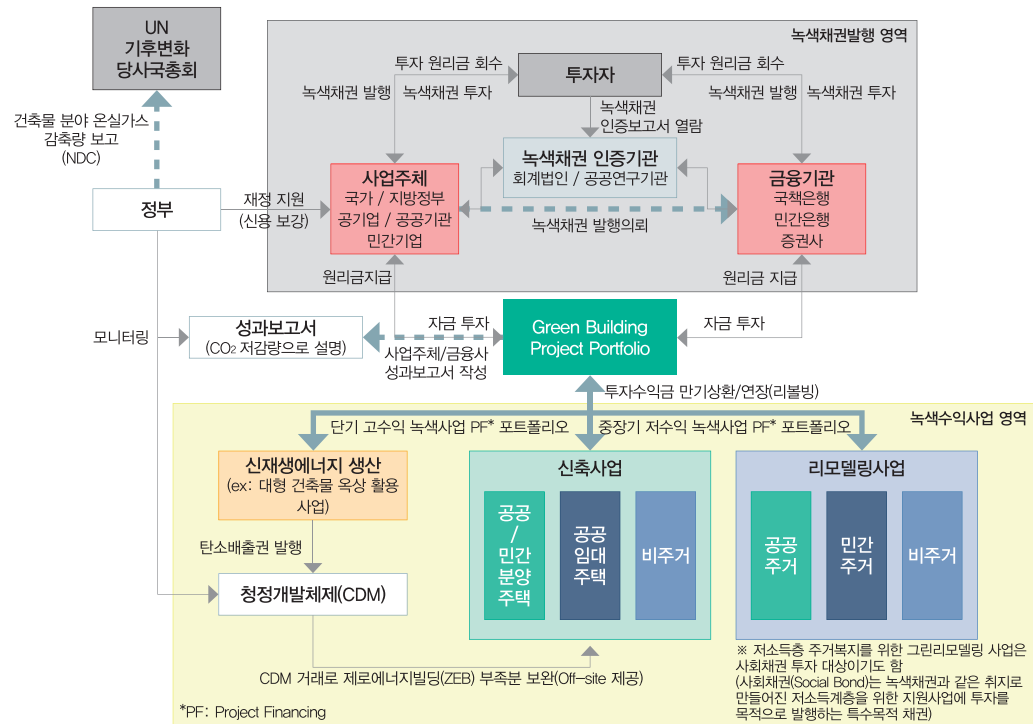 UN
기후변화
당사국총회
녹색채권발행 영역
투자 원리금 회수
투자자
투자 원리금 회수
녹색채권 발행
녹색채권 투자
녹색채권 발행
녹색채권 투자
녹색채권
인증보고서 열람
건축물 분야 온실가스
감축량 보고
(NDC)
녹색채권 인증기관
회계법인 / 공공연구기관
사업주체
국가 / 지방정부
공기업 / 공공기관
민간기업
금융기관
국책은행
민간은행
증권사
정부
재정 지원
(신용 보강)
녹색채권 발행의뢰
원리금지급
원리금 지급
모니터링
성과보고서
(CO₂ 저감량으로 설명)
자금 투자
사업주체/금융사
성과보고서 작성
Green Building
Project Portfolio
자금 투자
투자수익금 만기상환/연장(리볼빙)
녹색수익사업 영역
단기 고수익 녹색사업 PF* 포트폴리오
중장기 저수익 녹색사업 PF* 포트폴리오
신재생에너지 생산
(ex: 대형 건축물 옥상 활용
사업)
탄소배출권 발행
청정개발체제(CDM)
신축사업
공공
/
민간
분양
주택
공공
임대
주택
비주거
리모델링사업
공공
주거
민간
주거
비주거
CDM 거래로 제로에너지빌딩(ZEB) 부족분 보완(Off-site 제공)
※ 저소득층 주거복지를 위한 그린리모델링 사업은
사회채권 투자 대상이기도 함
(사회채권(Social Bond)는 녹색채권과 같은 취지로
만들어진 저소득계층을 위한 지원사업에 투자를
목적으로 발행하는 특수목적 채권)
*PF: Project Financing